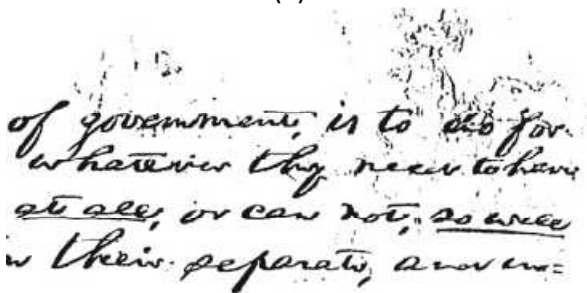 of government, is to do for
whatever they need to have
at all, or can not, so well
in their separate, and in=